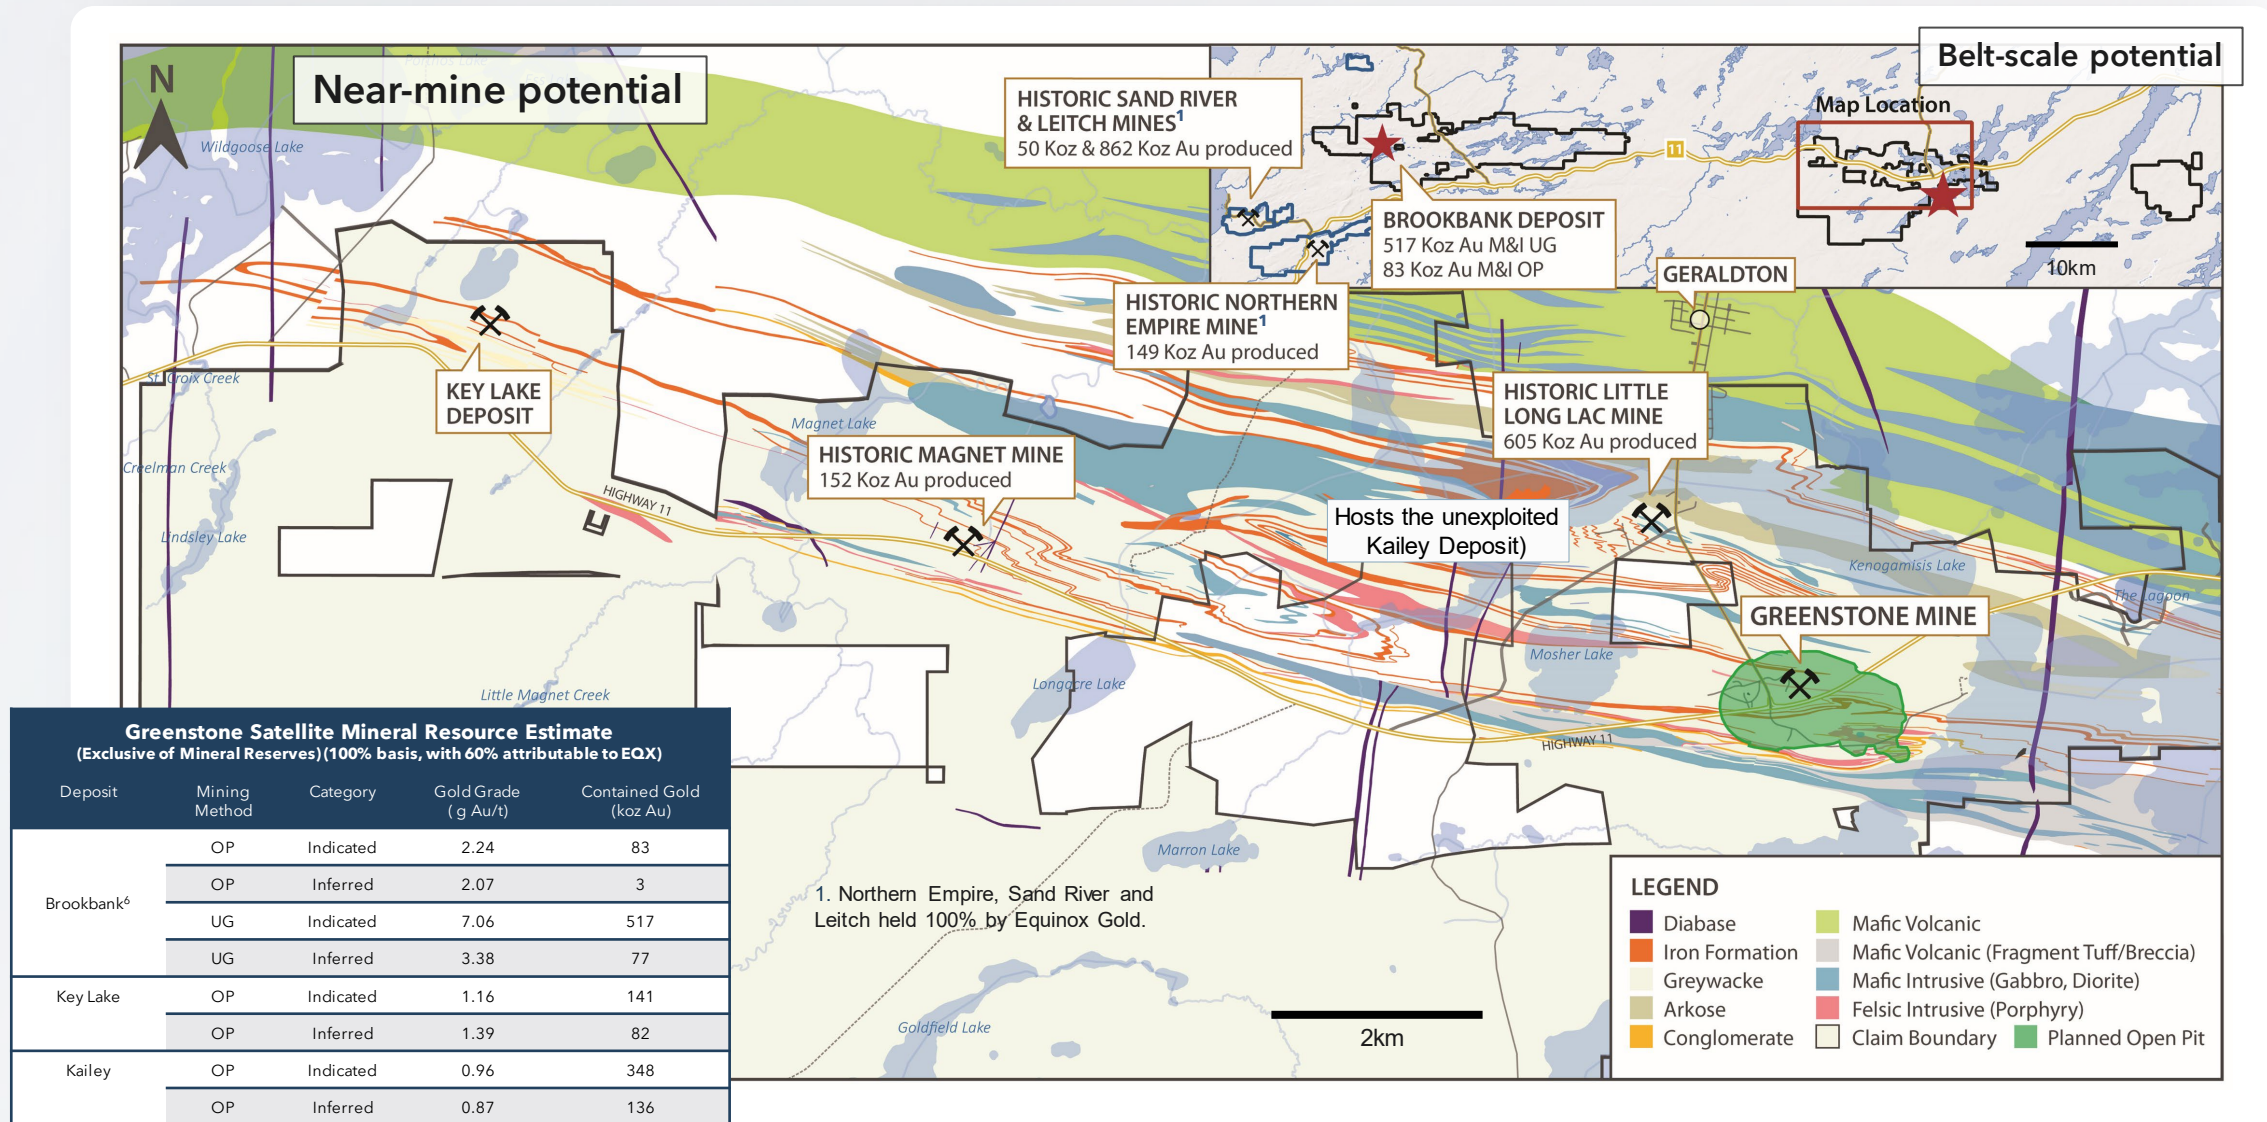 Near-mine potential
Belt-scale potential
N
Wildgoose Lake
HISTORIC SAND RIVER
& LEITCH MINES1
50 Koz & 862 Koz Au produced
Map Location
11
BROOKBANK DEPOSIT
517 Koz Au M&I UG
83 Koz Au M&I OP
10km
GERALDTON
HISTORIC NORTHERN
EMPIRE MINE1
149 Koz Au produced
St. Croix Creek
KEY LAKE
DEPOSIT
Magnet Lake
HISTORIC LITTLE
LONG LAC MINE
605 Koz Au produced
HISTORIC MAGNET MINE
152 Koz Au produced
Creelman Creek
HIGHWAY 11
Lindsley Lake
Hosts the unexploited
Kailey Deposit)
Kenogamisis Lake
The Lagoon
GREENSTONE MINE
Mosher Lake
Longacre Lake
Little Magnet Creek
HIGHWAY 11
Marron Lake
Goldfield Lake
2km
1. Northern Empire, Sand River and
Leitch held 100% by Equinox Gold.
Greenstone Satellite Mineral Resource Estimate
(Exclusive of Mineral Reserves)(100% basis, with 60% attributable to EQX)
Deposit Mining Method Category Gold Grade ( g Au/t) Contained Gold (koz Au)
Brookbank6 OP Indicated 2.24 83
OP Inferred 2.07 3
UG Indicated 7.06 517
UG Inferred 3.38 77
Key Lake OP Indicated 1.16 141
OP Inferred 1.39 82
Kailey OP Indicated 0.96 348
OP Inferred 0.87 136
LEGEND
Diabase
Iron Formation
Greywacke
Arkose
Conglomerate
Mafic Volcanic
Mafic Volcanic (Fragment Tuff/Breccia)
Mafic Intrusive (Gabbro, Diorite)
Felsic Intrusive (Porphyry)
Claim Boundary
Planned Open Pit